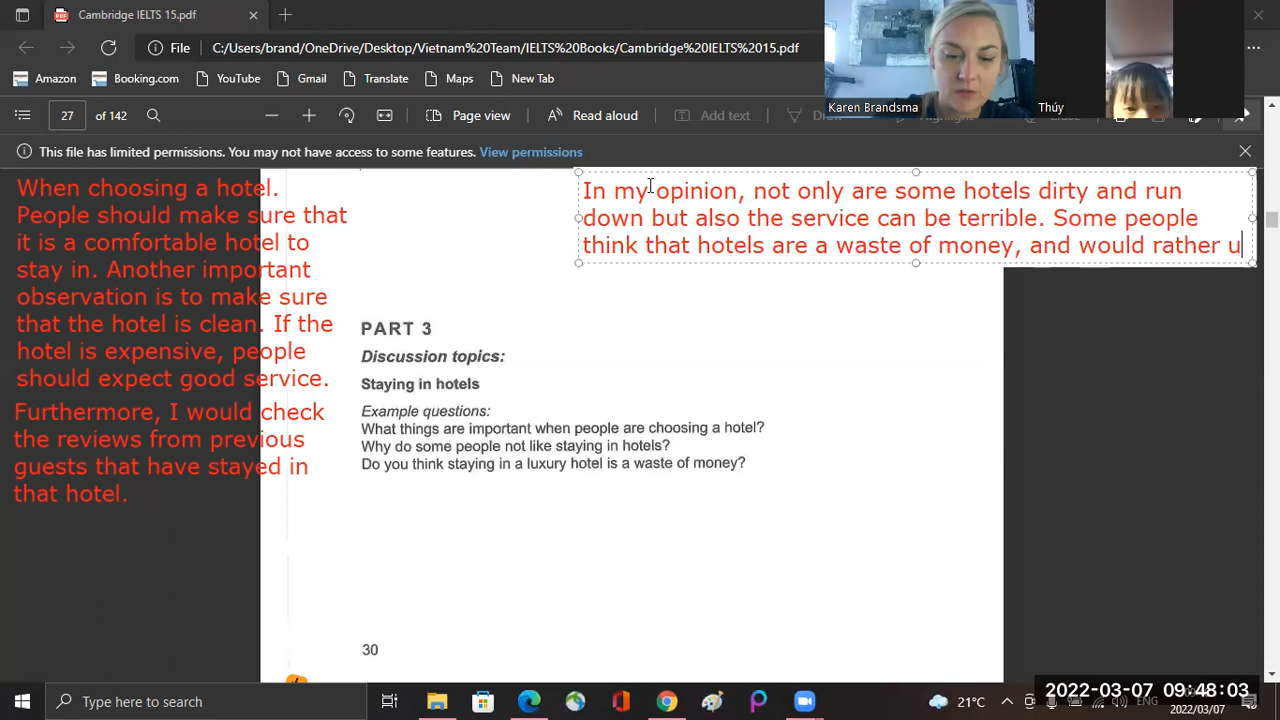 Cambridge IELTS 15.pdf
File
C:/Users/brand/OneDrive/Desktop/Vietnam%20Team/IELTS%20Books/Cambridge%20IELTS%2015.pdf
Amazon
Booking.com
YouTube
Gmail
Translate
Maps
New Tab
Karen Brandsma
Thúy
27
of 142
Page view
Read aloud
Add text
This file has limited permissions. You may not have access to some features. View permissions
When choosing a hotel.
People should make sure that
it is a comfortable hotel to
stay in. Another important
observation is to make sure
that the hotel is clean. If the
hotel is expensive, people
should expect good service.
Furthermore, I would check
the reviews from previous
guests that have stayed in
that hotel.
In my opinion, not only are some hotels dirty and run
down but also the service can be terrible. Some people
think that hotels are a waste of money, and would rather u
PART 3
Discussion topics:
Staying in hotels
Example questions:
What things are important when people are choosing a hotel?
Why do some people not like staying in hotels?
Do you think staying in a luxury hotel is a waste of money?
30
Type here to search
21°C
ENG
2022-03-07 09:48:03
2022/03/07